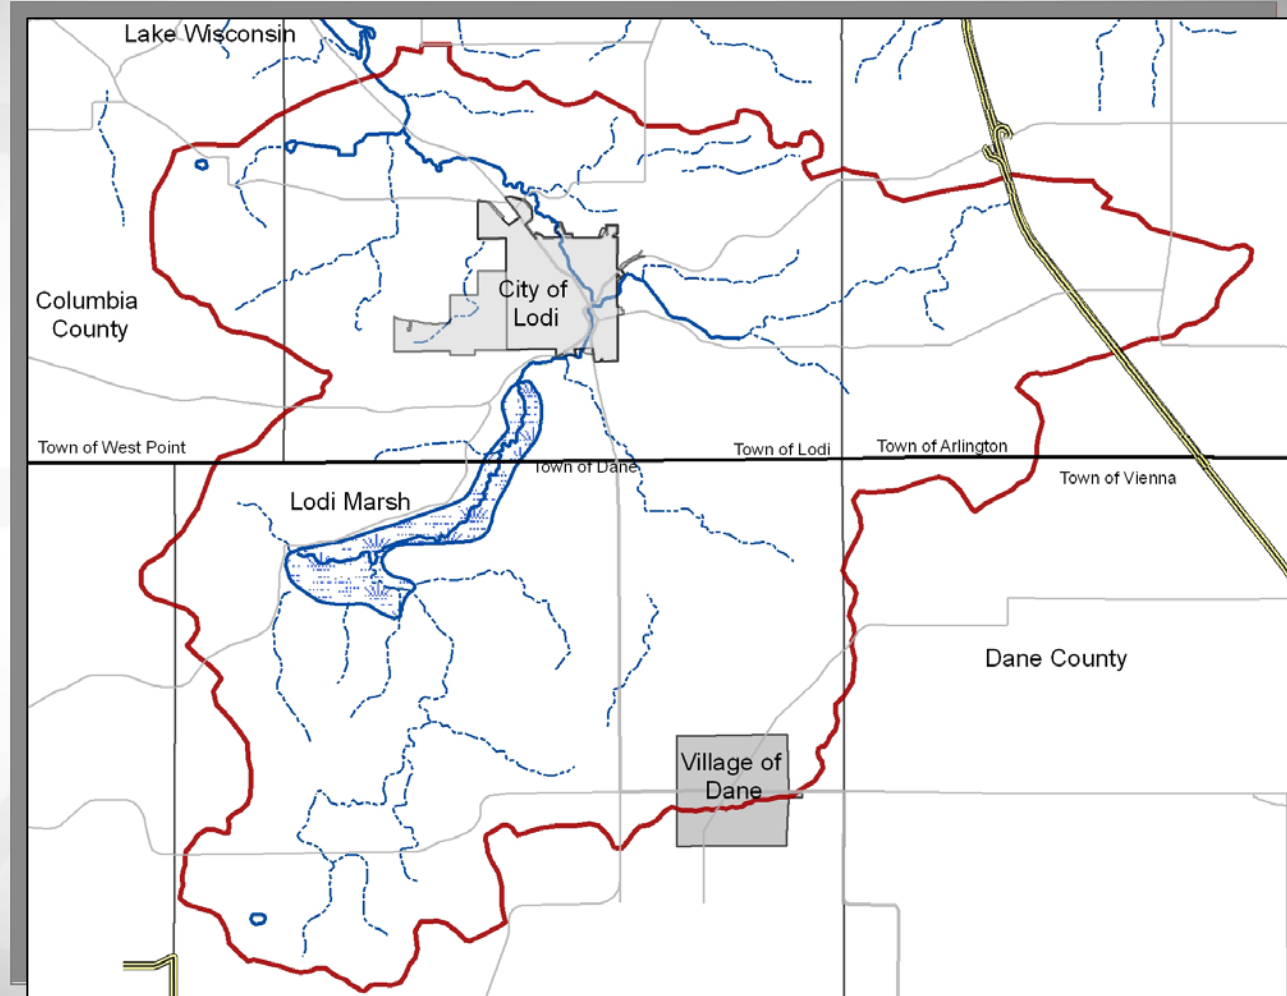 Lake Wisconsin
City of
Lodi
Columbia
County
Town of West Point
Town of Lodi
Town of Arlington
Town of Dane
Town of Vienna
Lodi Marsh
Dane County
Village of
Dane